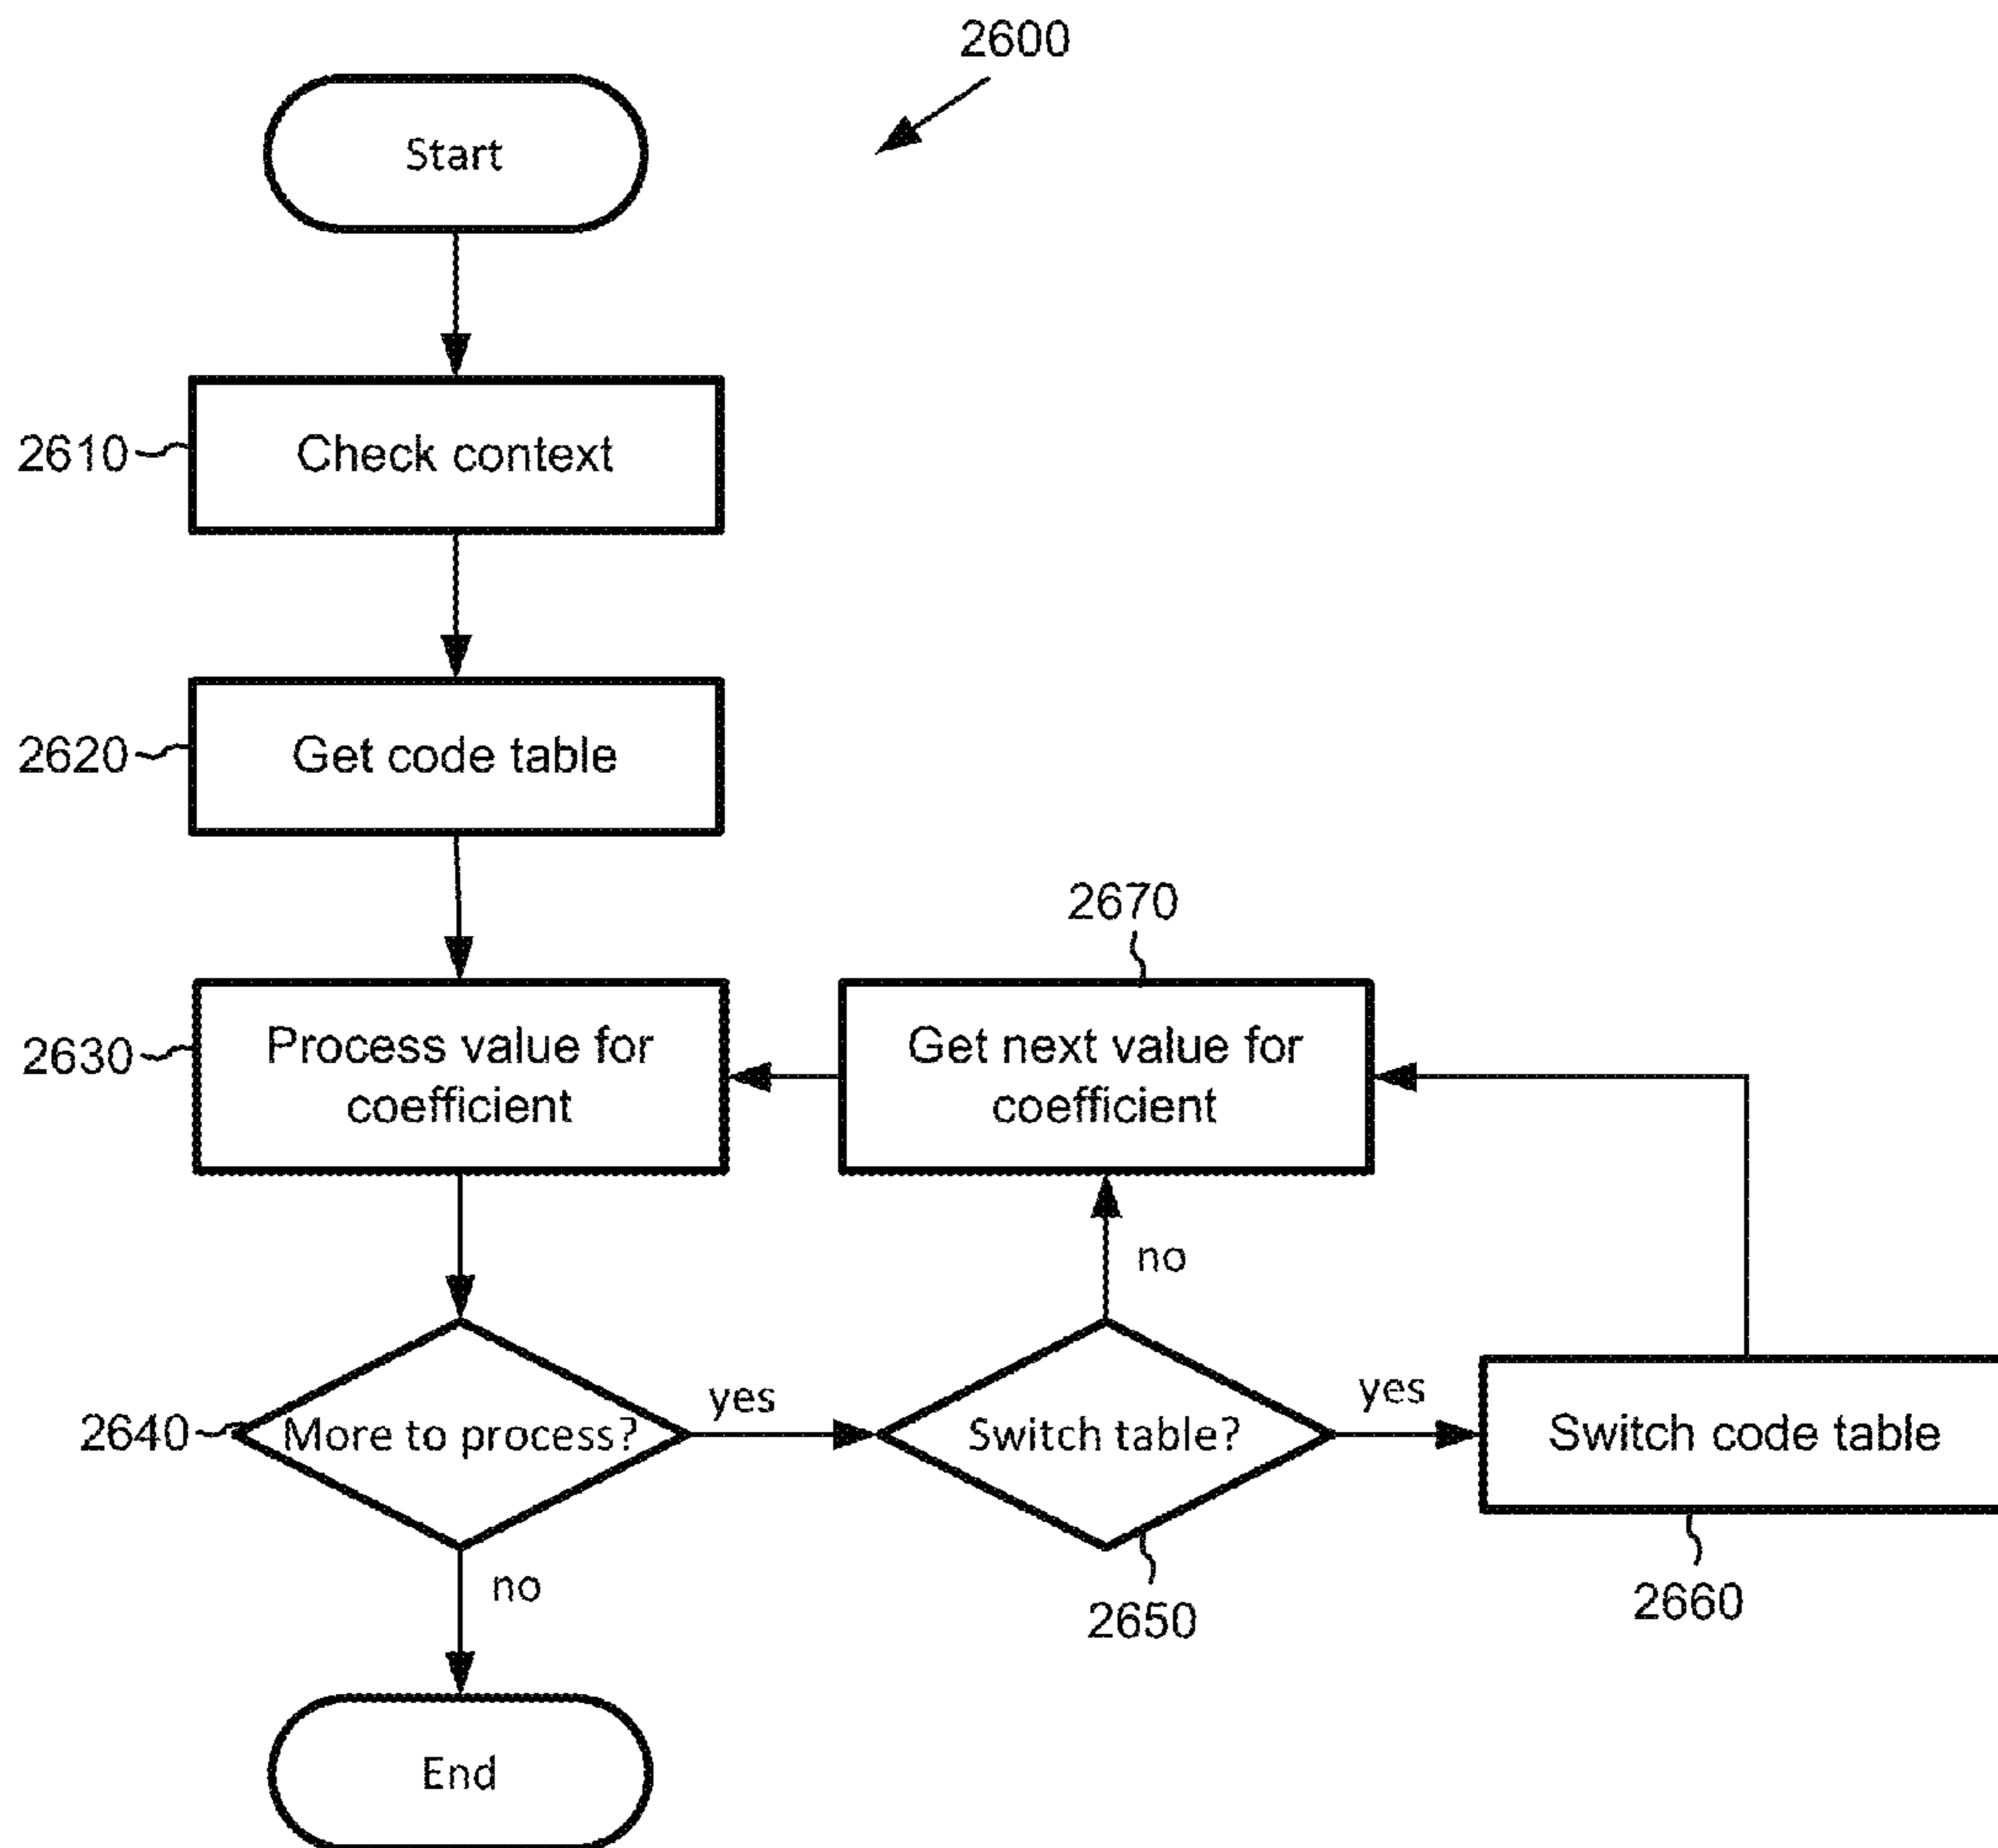 2600
Start
2610
Check context
2620
Get code table
2670
2630
Process value for
coefficient
Get next value for
coefficient
no
2640
More to process?
yes
Switch table?
yes
Switch code table
no
2650
2660
End